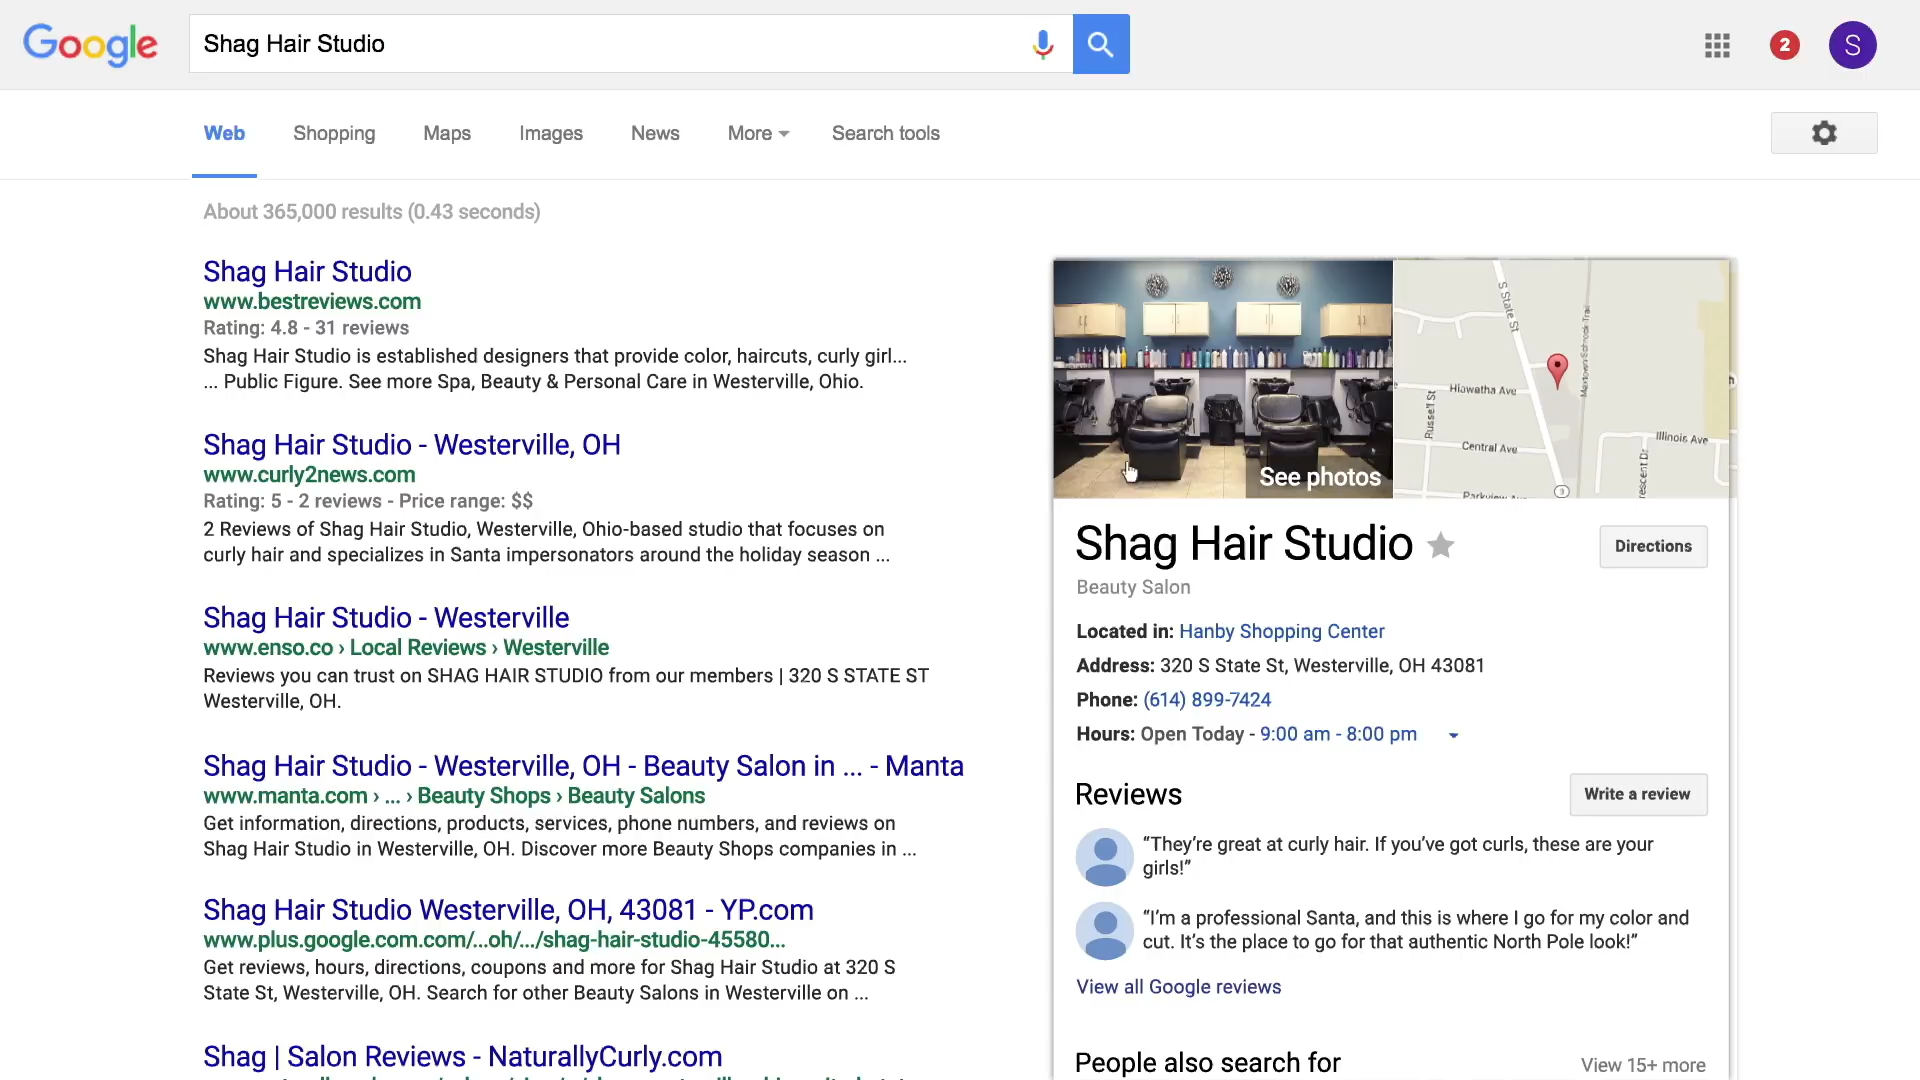 Google
Shag Hair Studio
2
S
Web
Shopping
Maps
Images
News
More
Search tools
About 365,000 results (0.43 seconds)
Shag Hair Studio
www.bestreviews.com
Rating: 4.8 - 31 reviews
Shag Hair Studio is established designers that provide color, haircuts, curly girl...
... Public Figure. See more Spa, Beauty & Personal Care in Westerville, Ohio.
Shag Hair Studio - Westerville, OH
www.curly2news.com
Rating: 5 - 2 reviews - Price range: $$
2 Reviews of Shag Hair Studio, Westerville, Ohio-based studio that focuses on
curly hair and specializes in Santa impersonators around the holiday season ...
Shag Hair Studio - Westerville
www.enso.co › Local Reviews › Westerville
Reviews you can trust on SHAG HAIR STUDIO from our members | 320 S STATE ST
Westerville, OH.
Shag Hair Studio - Westerville, OH - Beauty Salon in ... - Manta
www.manta.com › ... › Beauty Shops › Beauty Salons
Get information, directions, products, services, phone numbers, and reviews on
Shag Hair Studio in Westerville, OH. Discover more Beauty Shops companies in ...
Shag Hair Studio Westerville, OH, 43081 - YP.com
www.plus.google.com.com/...oh/.../shag-hair-studio-45580...
Get reviews, hours, directions, coupons and more for Shag Hair Studio at 320 S
State St, Westerville, OH. Search for other Beauty Salons in Westerville on ...
Shag | Salon Reviews - NaturallyCurly.com
See photos
S State St
Hiawatha Ave
Russell St
Central Ave
Illinois Ave
Parkview
3
Shag Hair Studio
Directions
Beauty Salon
Located in: Hanby Shopping Center
Address: 320 S State St, Westerville, OH 43081
Phone: (614) 899-7424
Hours: Open Today - 9:00 am - 8:00 pm
Reviews
Write a review
“They’re great at curly hair. If you’ve got curls, these are your
girls!”
“I’m a professional Santa, and this is where I go for my color and
cut. It’s the place to go for that authentic North Pole look!”
View all Google reviews
People also search for
View 15+ more